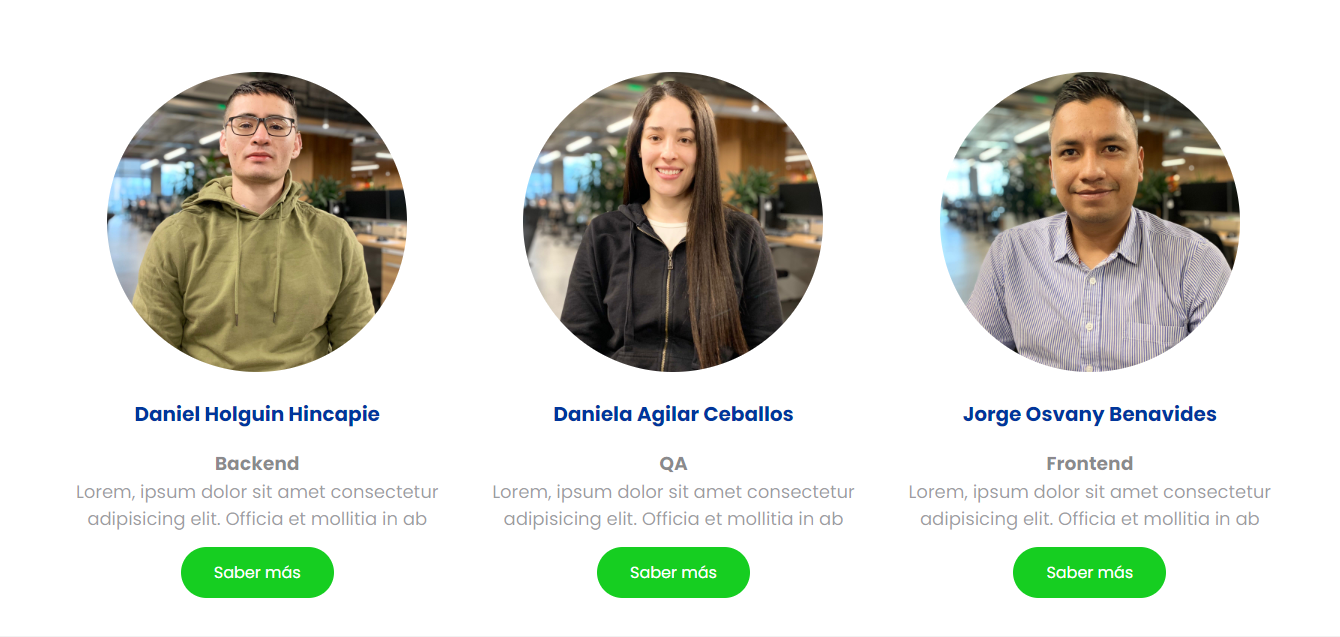 Daniel Holguin Hincapie
Backend
Lorem, ipsum dolor sit amet consectetur
adipisicing elit. Officia et mollitia in ab
Saber más
Daniela Agilar Ceballos
QA
Lorem, ipsum dolor sit amet consectetur
adipisicing elit. Officia et mollitia in ab
Saber más
Jorge Osvany Benavides
Frontend
Lorem, ipsum dolor sit amet consectetur
adipisicing elit. Officia et mollitia in ab
Saber más